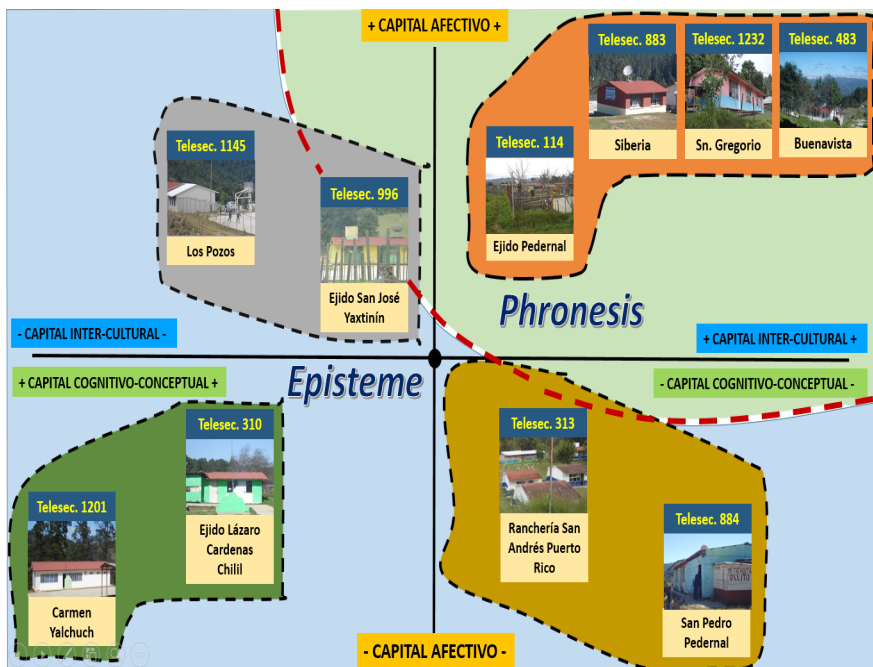 + CAPITAL AFECTIVO +
Telesec. 883
Siberia
Telesec. 1232
Sn. Gregorio
Telesec. 483
Buenavista
Telesec. 114
Ejido Pedernal
Telesec. 1145
Los Pozos
Telesec. 996
Ejido San José
Yaxtinín
Phronesis
- CAPITAL INTER-CULTURAL -
+ CAPITAL INTER-CULTURAL +
+ CAPITAL COGNITIVO-CONCEPTUAL +
Episteme
- CAPITAL COGNITIVO-CONCEPTUAL -
Telesec. 310
Ejido Lázaro
Cardenas
Chilil
Telesec. 1201
Carmen
Yalchuch
Telesec. 313
Ranchería San
Andrés Puerto
Rico
Telesec. 884
San Pedro
Pedernal
- CAPITAL AFECTIVO -